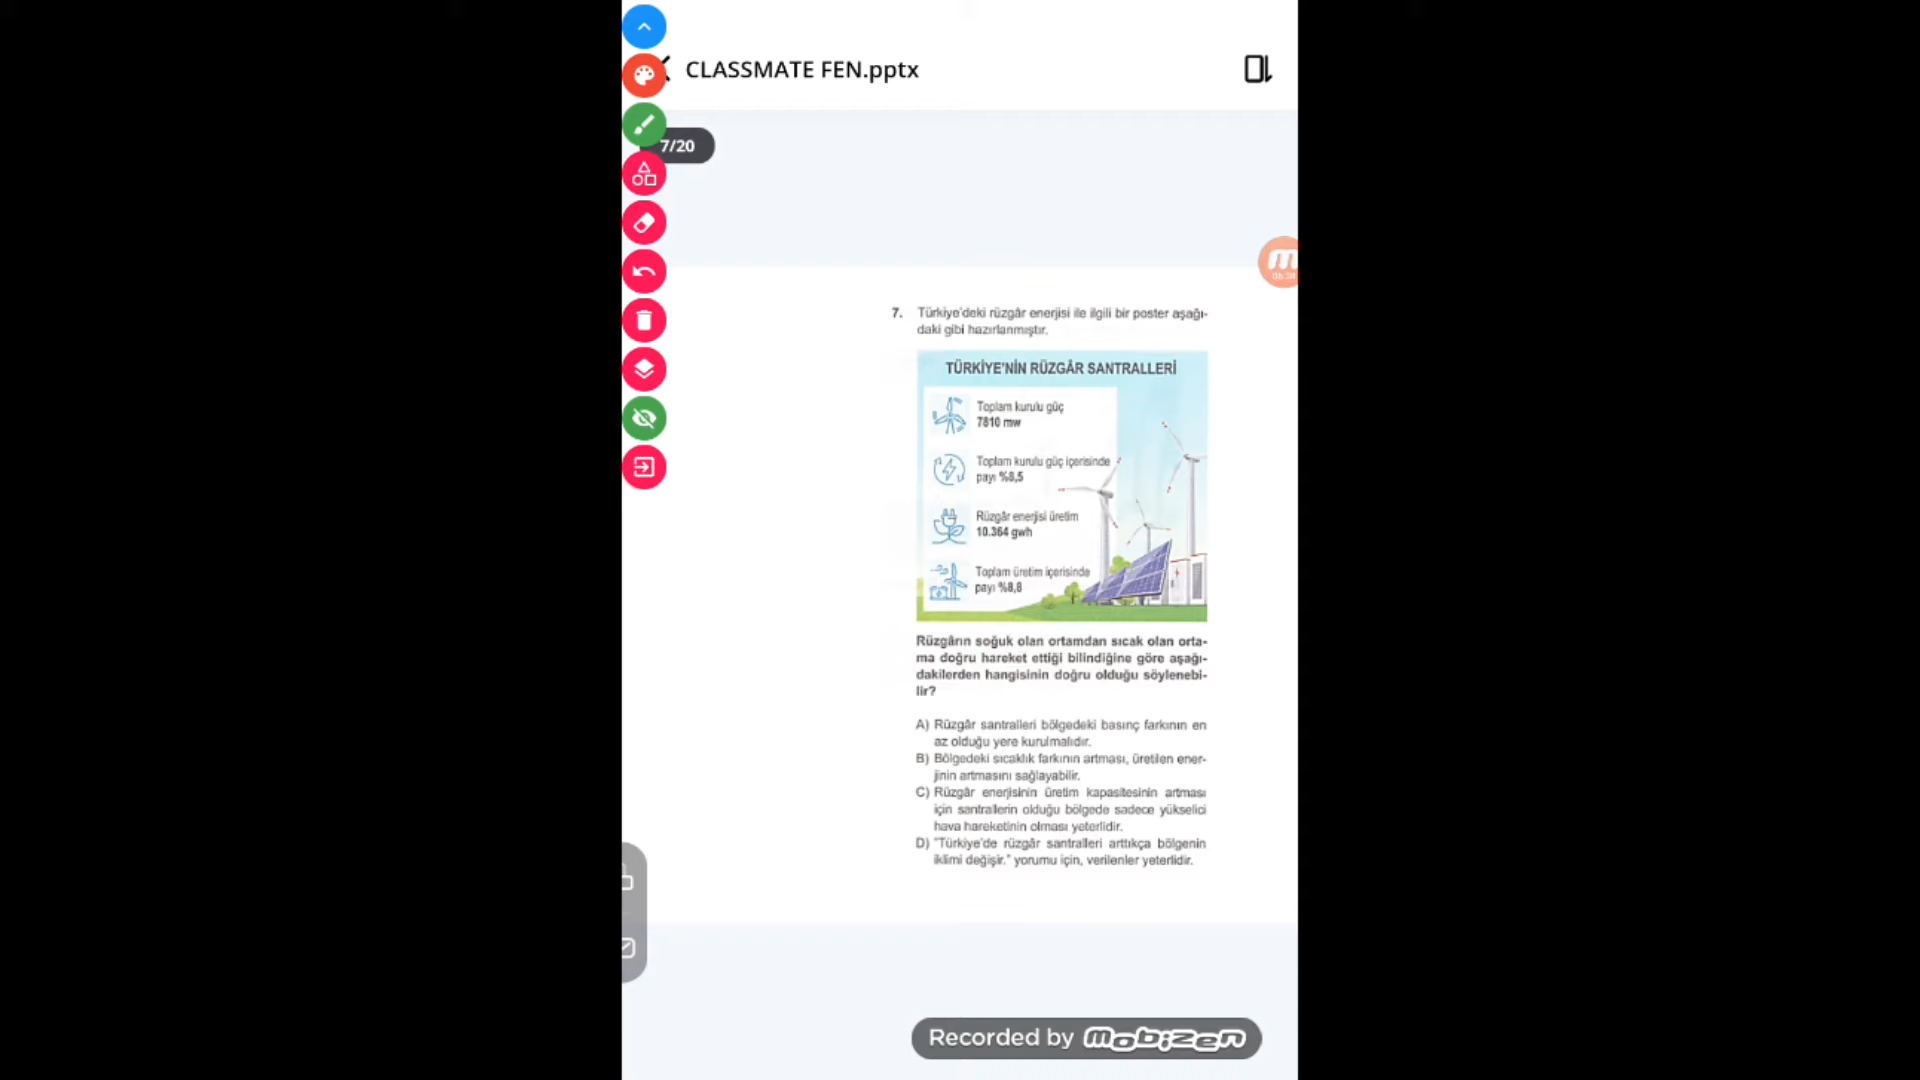 CLASSMATE FEN.pptx
7/20
7. Türkiye'deki rüzgâr enerjisi ile ilgili bir poster aşağı-
daki gibi hazırlanmıştır.
TÜRKİYE'NİN RÜZGÂR SANTRALLERİ
Toplam kurulu güç
7810 mw
Toplam kurulu güç içerisinde
payı %8,5
Rüzgâr enerjisi üretim
10.364 gwh
Toplam üretim içerisinde
payı %8,8
Rüzgârın soğuk olan ortamdan sıcak olan orta-
ma doğru hareket ettiği bilindiğine göre aşağı-
dakilerden hangisinin doğru olduğu söylenebi-
lir?
A) Rüzgâr santralleri bölgedeki basınç farkının en
az olduğu yere kurulmalıdır.
B) Bölgedeki sıcaklık farkının artması, üretilen ener-
jinin artmasını sağlayabilir.
C) Rüzgâr enerjisinin üretim kapasitesinin artması
için santrallerin olduğu bölgede sadece yükselici
hava hareketinin olması yeterlidir.
D) "Türkiye'de rüzgâr santralleri arttıkça bölgenin
iklimi değişir." yorumu için, verilenler yeterlidir.
Recorded by mobizen